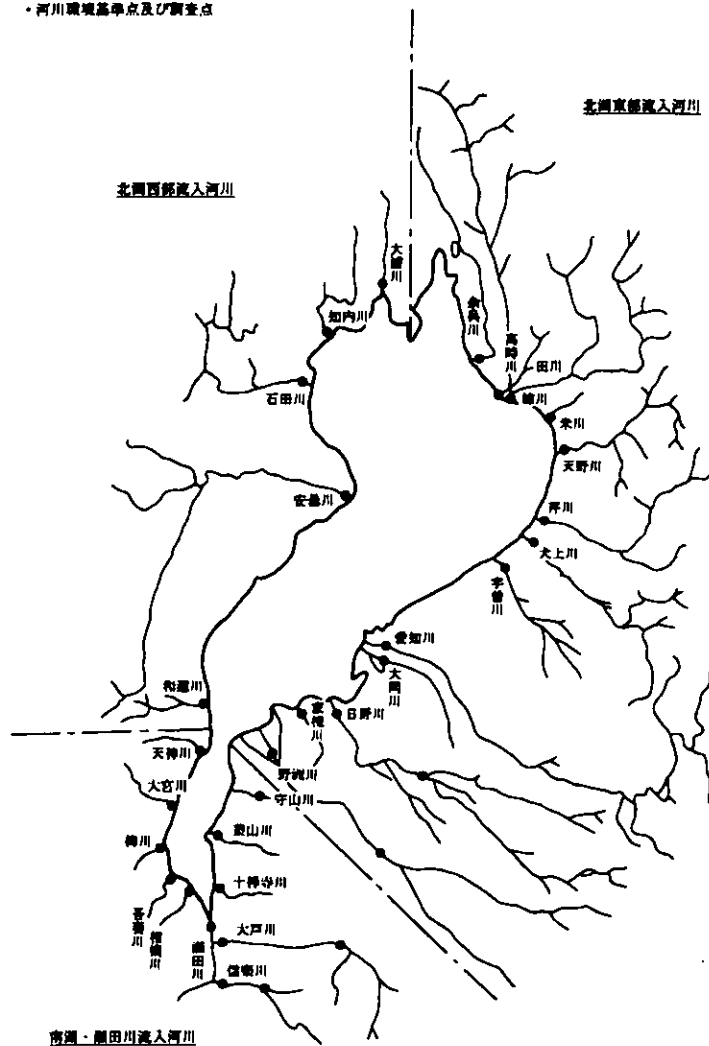 ・河川環境基準点及び調査点
北湖東部流入河川
北湖西部流入河川
大浦川
知内川
余呉川
高時川
田川
姉川
石田川
米川
天野川
安曇川
芹川
犬上川
宇曽川
愛知川
大同川
和邇川
日野川
家棟川
天神川
野洲川
大宮川
守山川
葉山川
柳川
十禅寺川
吾妻川
相模川
瀬田川
大戸川
信楽川
南湖・瀬田川流入河川